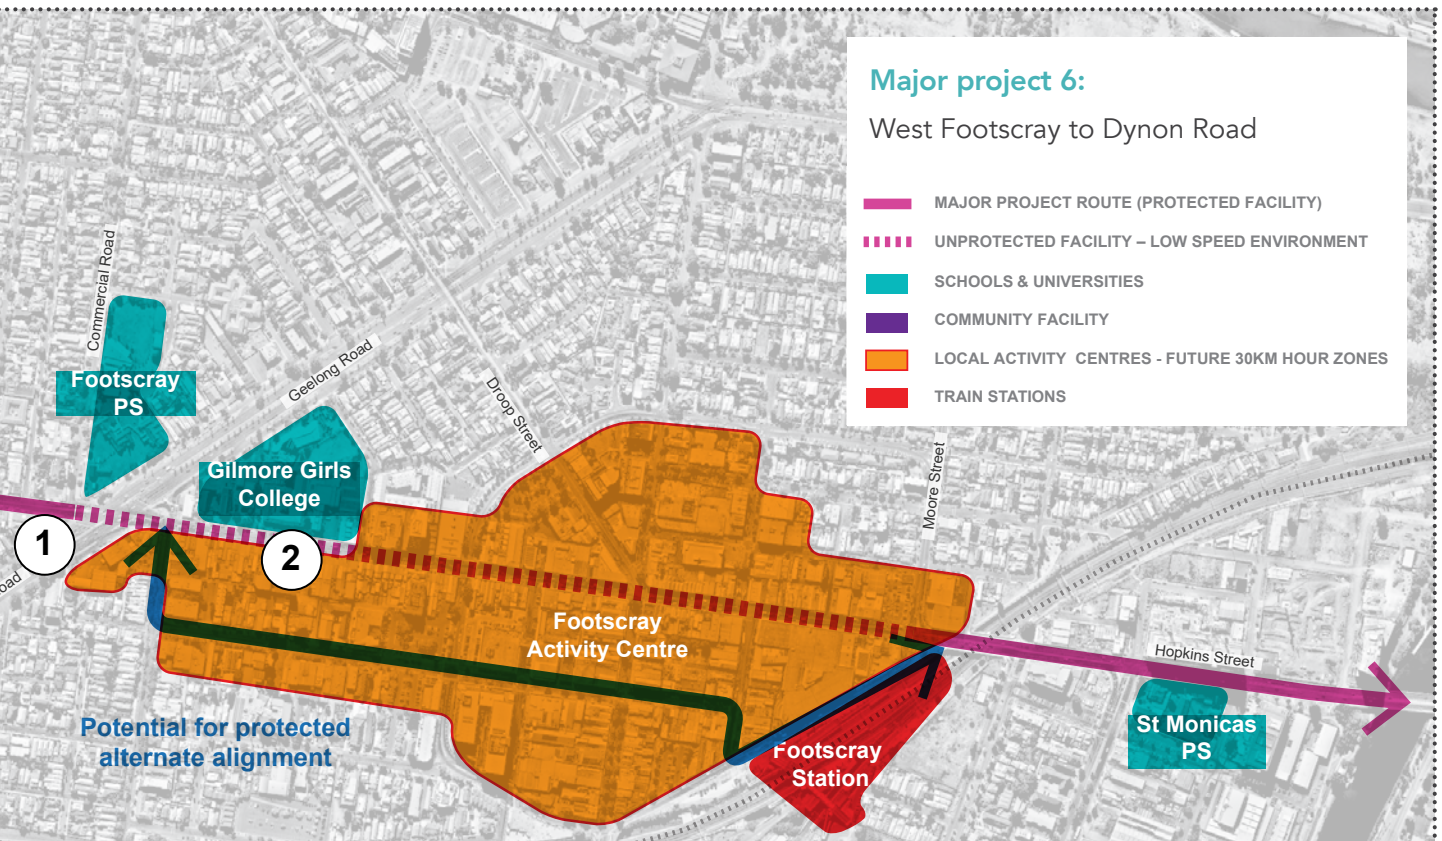 Major project 6:
West Footscray to Dynon Road
MAJOR PROJECT ROUTE (PROTECTED FACILITY)
UNPROTECTED FACILITY – LOW SPEED ENVIRONMENT
SCHOOLS & UNIVERSITIES
COMMUNITY FACILITY
LOCAL ACTIVITY CENTRES - FUTURE 30KM HOUR ZONES
TRAIN STATIONS
Commercial Road
Footscray
PS
Geelong Road
Droop Street
Gilmore Girls
College
Moore Street
1
2
oad
Footscray
Activity Centre
Hopkins Street
Potential for protected
alternate alignment
Footscray
Station
St Monicas
PS